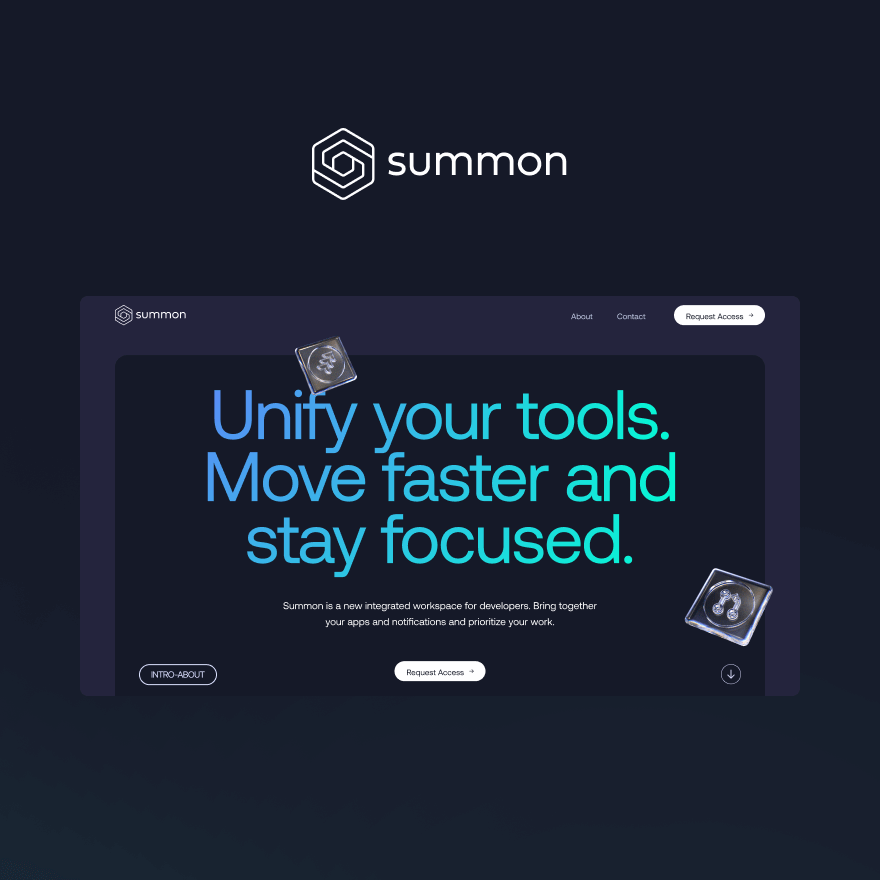 summon
summon
About
Contact
Request Access
Unify your tools.
Move faster and
stay focused.
Summon is a new integrated workspace for developers. Bring together
your apps and notifications and prioritize your work.
INTRO-ABOUT
Request Access